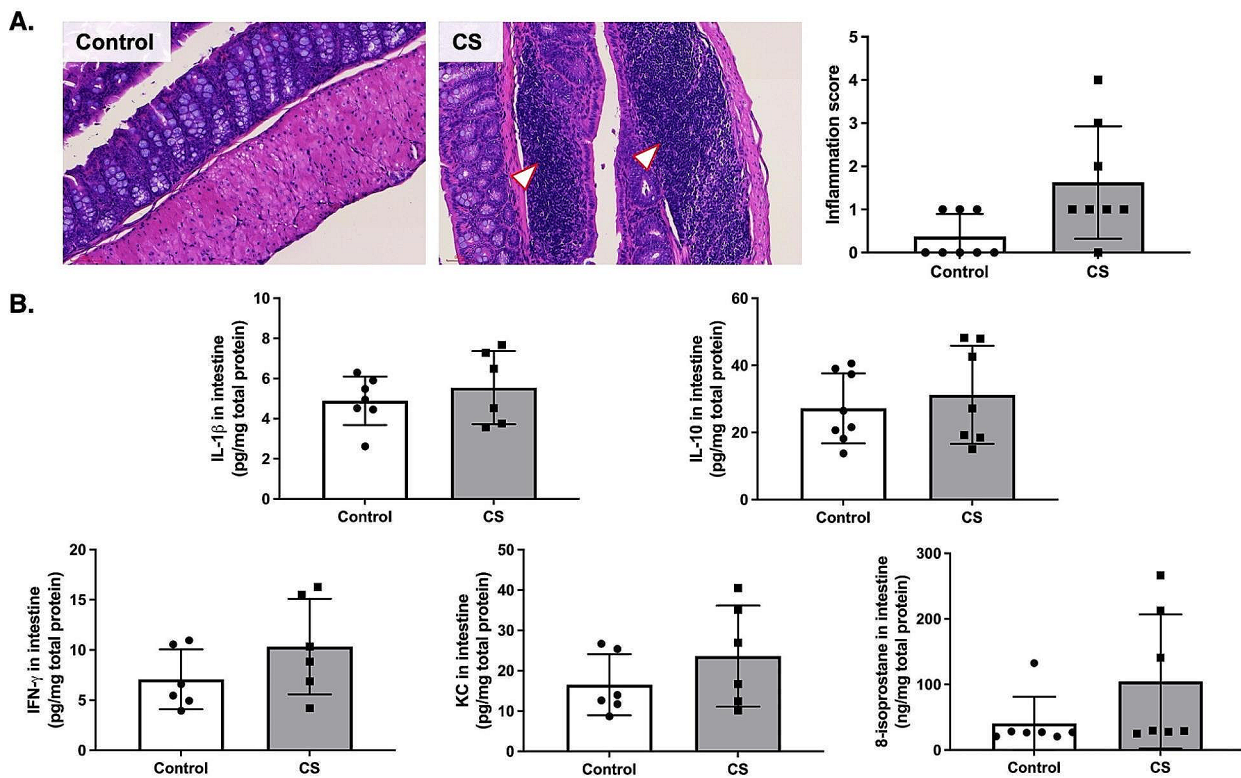 A.
Control
CS
Inflammation score
5
4
3
2
1
0
Control
CS
B.
IL-1β in intestine
(pg/mg total protein)
10
8
6
4
2
0
Control
CS
IL-10 in intestine
(pg/mg total protein)
60
40
20
0
Control
CS
IFN-γ in intestine
(pg/mg total protein)
20
15
10
5
0
Control
CS
KC in intestine
(pg/mg total protein)
50
40
30
20
10
0
Control
CS
8-isoprostane in intestine
(ng/mg total protein)
300
200
100
0
Control
CS